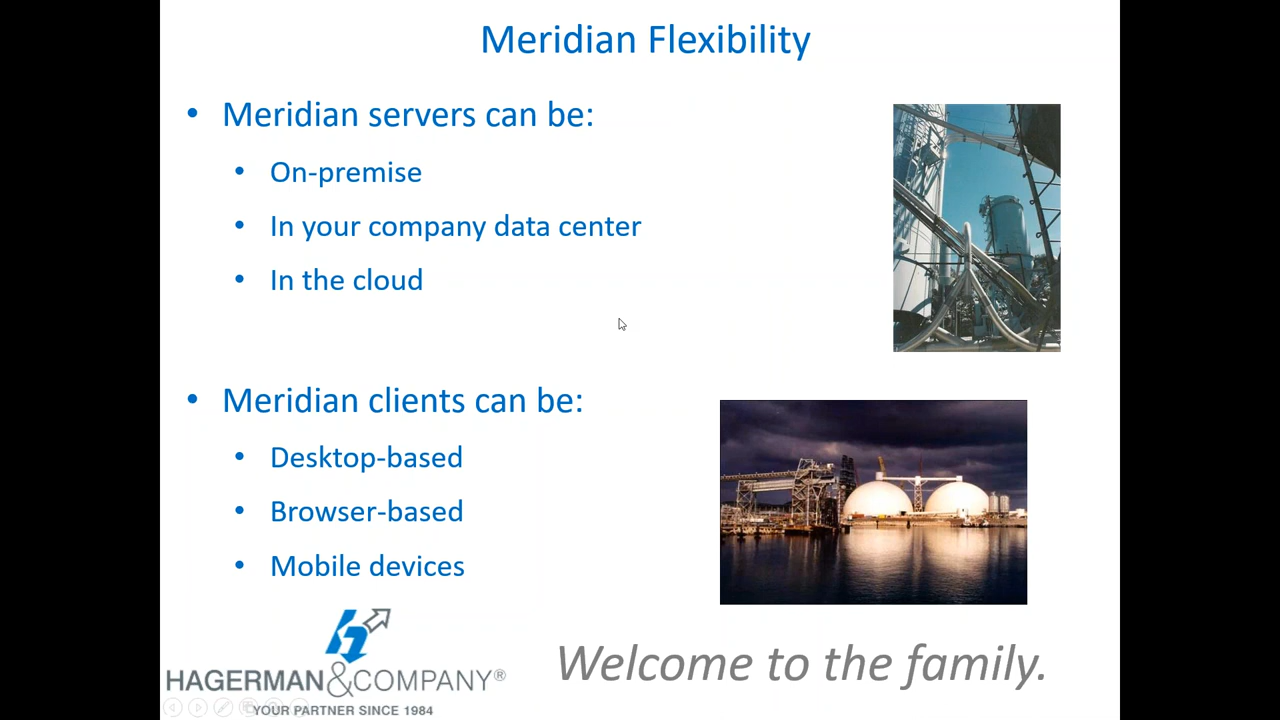 Meridian Flexibility
• Meridian servers can be:
• On-premise
• In your company data center
• In the cloud
• Meridian clients can be:
• Desktop-based
• Browser-based
• Mobile devices
HAGERMAN&COMPANY®
YOUR PARTNER SINCE 1984
Welcome to the family.